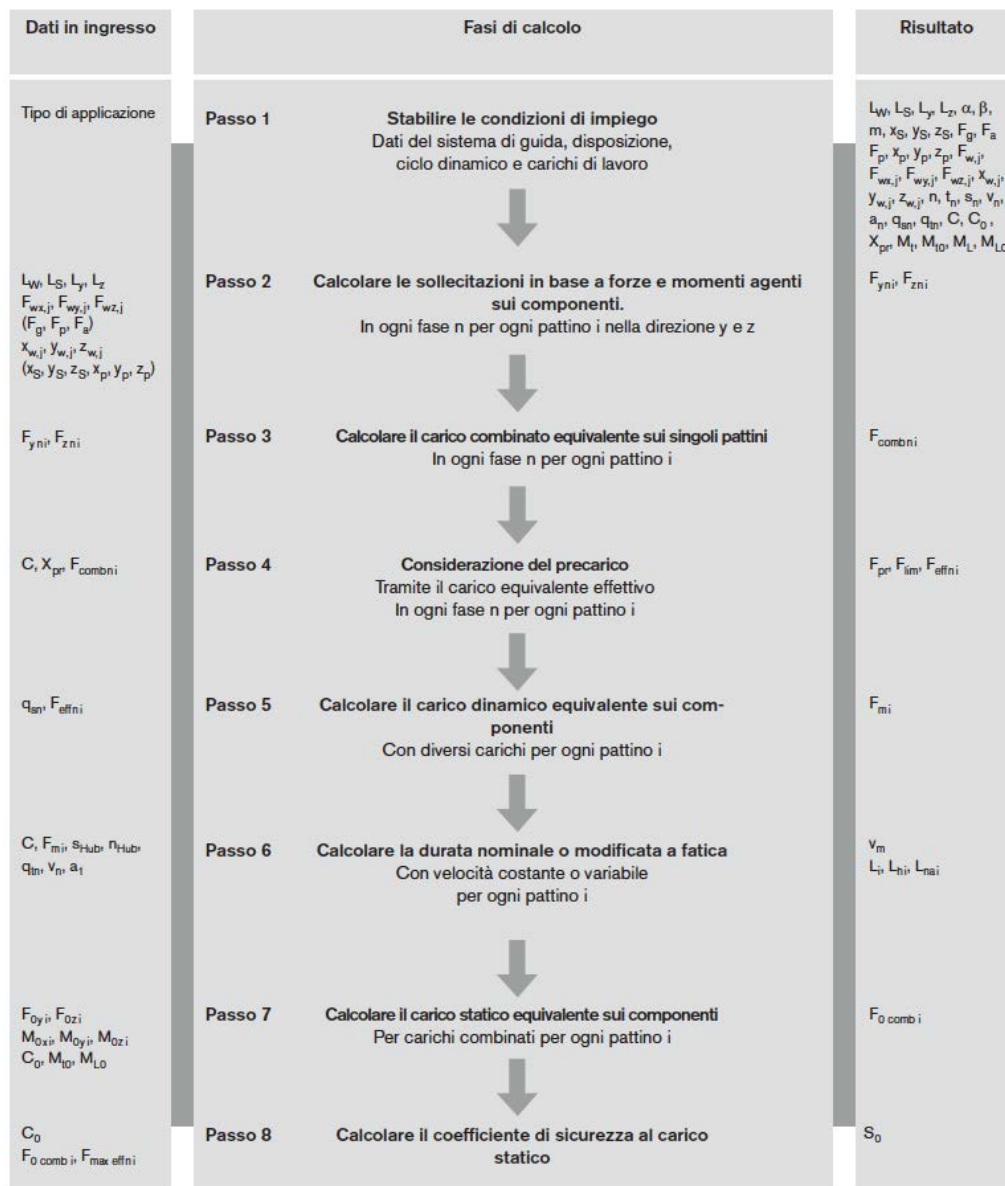 Dati in ingresso
Fasi di calcolo
Risultato
Tipo di applicazione
Passo 1
Stabilire le condizioni di impiego
Dati del sistema di guida, disposizione,
ciclo dinamico e carichi di lavoro
L_W, L_S, L_y, L_z, α, β,
m, x_S, y_S, z_S, F_g, F_a
F_p, x_p, y_p, z_p, F_w,j,
F_wx,j, F_wy,j, F_wz,j, x_w,j,
y_w,j, z_w,j, n, t_n, s_n, v_n,
a_n, q_sn, q_tn, C, C_0,
X_pr, M_t, M_t0, M_L, M_L0
L_W, L_S, L_y, L_z
F_wx,j, F_wy,j, F_wz,j
(F_g, F_p, F_a)
x_w,j, y_w,j, z_w,j
(x_S, y_S, z_S, x_p, y_p, z_p)
Passo 2
Calcolare le sollecitazioni in base a forze e momenti agenti
sui componenti.
In ogni fase n per ogni pattino i nella direzione y e z
F_yni, F_zni
F_yni, F_zni
Passo 3
Calcolare il carico combinato equivalente sui singoli pattini
In ogni fase n per ogni pattino i
F_combni
C, X_pr, F_combni
Passo 4
Considerazione del precarico
Tramite il carico equivalente effettivo
In ogni fase n per ogni pattino i
F_pr, F_lim, F_effni
q_sn, F_effni
Passo 5
Calcolare il carico dinamico equivalente sui com-
ponenti
Con diversi carichi per ogni pattino i
F_mi
C, F_mi, s_Hub, n_Hub,
q_tn, v_n, a_1
Passo 6
Calcolare la durata nominale o modificata a fatica
Con velocità costante o variabile
per ogni pattino i
v_m
L_i, L_hi, L_nai
F_0yi, F_0zi
M_0xi, M_0yi, M_0zi
C_0, M_t0, M_L0
Passo 7
Calcolare il carico statico equivalente sui componenti
Per carichi combinati per ogni pattino i
F_0 comb i
C_0
F_0 comb i, F_max effni
Passo 8
Calcolare il coefficiente di sicurezza al carico
statico
S_0